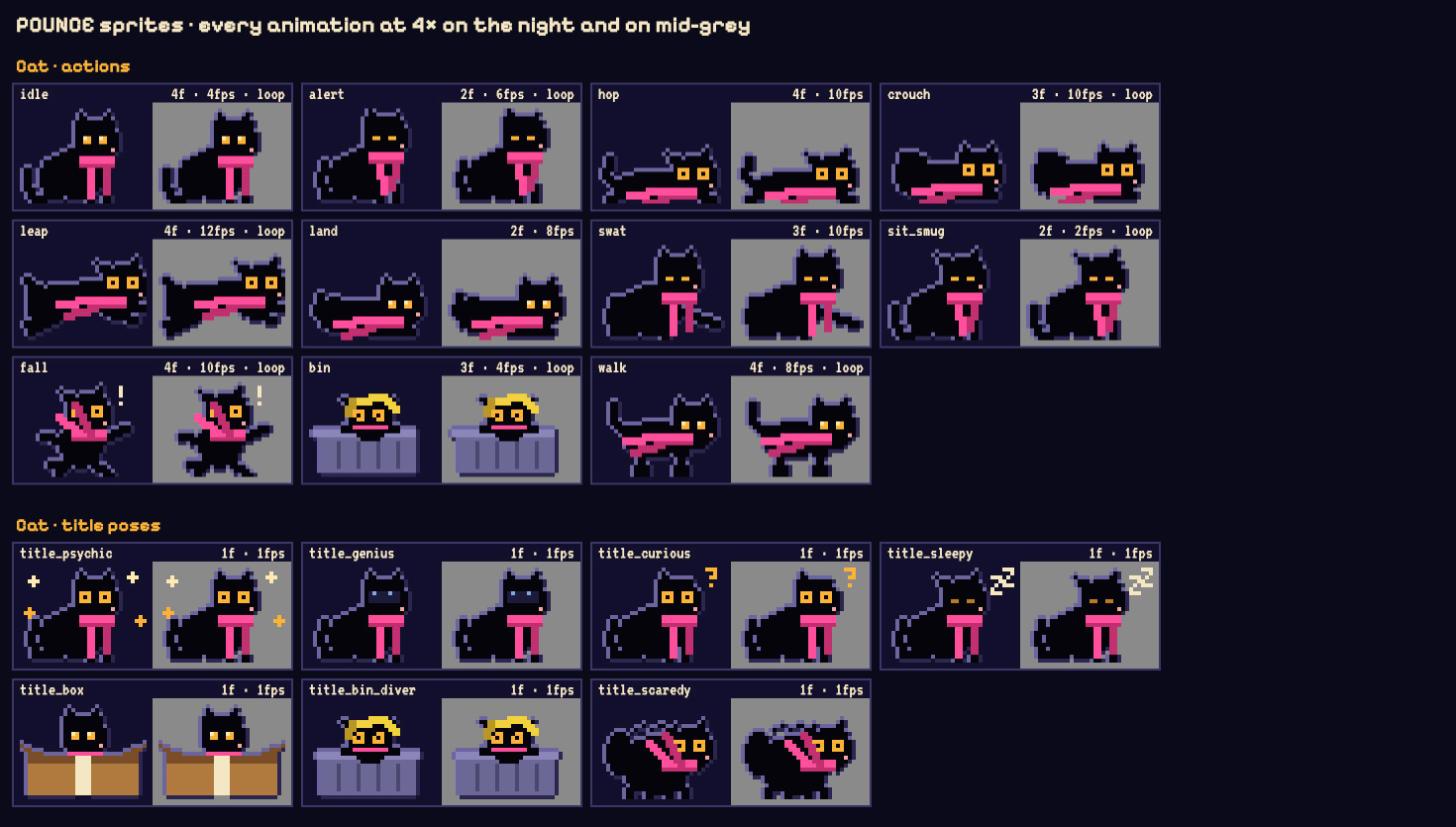 POUNCE sprites · every animation at 4× on the night and on mid-grey
Cat · actions
idle 4f · 4fps · loop
alert 2f · 6fps · loop
hop 4f · 10fps
crouch 3f · 10fps · loop
leap 4f · 12fps · loop
land 2f · 8fps
swat 3f · 10fps
sit_smug 2f · 2fps · loop
fall 4f · 10fps · loop
! !
bin 3f · 4fps · loop
walk 4f · 8fps · loop
Cat · title poses
title_psychic 1f · 1fps
title_genius 1f · 1fps
title_curious 1f · 1fps
? ?
title_sleepy 1f · 1fps
zz zz
title_box 1f · 1fps
title_bin_diver 1f · 1fps
title_scaredy 1f · 1fps